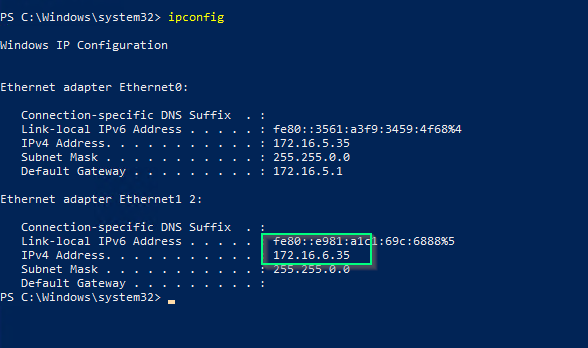 PS C:\Windows\system32> ipconfig
Windows IP Configuration
Ethernet adapter Ethernet0:
Connection-specific DNS Suffix  . :
Link-local IPv6 Address . . . . . : fe80::3561:a3f9:3459:4f68%4
IPv4 Address. . . . . . . . . . . : 172.16.5.35
Subnet Mask . . . . . . . . . . . : 255.255.0.0
Default Gateway . . . . . . . . . : 172.16.5.1
Ethernet adapter Ethernet1 2:
Connection-specific DNS Suffix  . :
Link-local IPv6 Address . . . . . : fe80::e981:a1c1:69c:6888%5
IPv4 Address. . . . . . . . . . . : 172.16.6.35
Subnet Mask . . . . . . . . . . . : 255.255.0.0
Default Gateway . . . . . . . . . :
PS C:\Windows\system32>